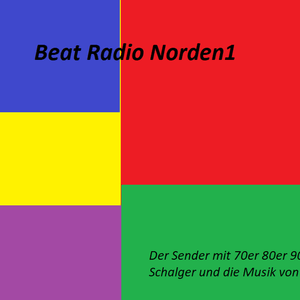 Beat Radio Norden1
Der Sender mit 70er 80er 90
Schalger und die Musik von